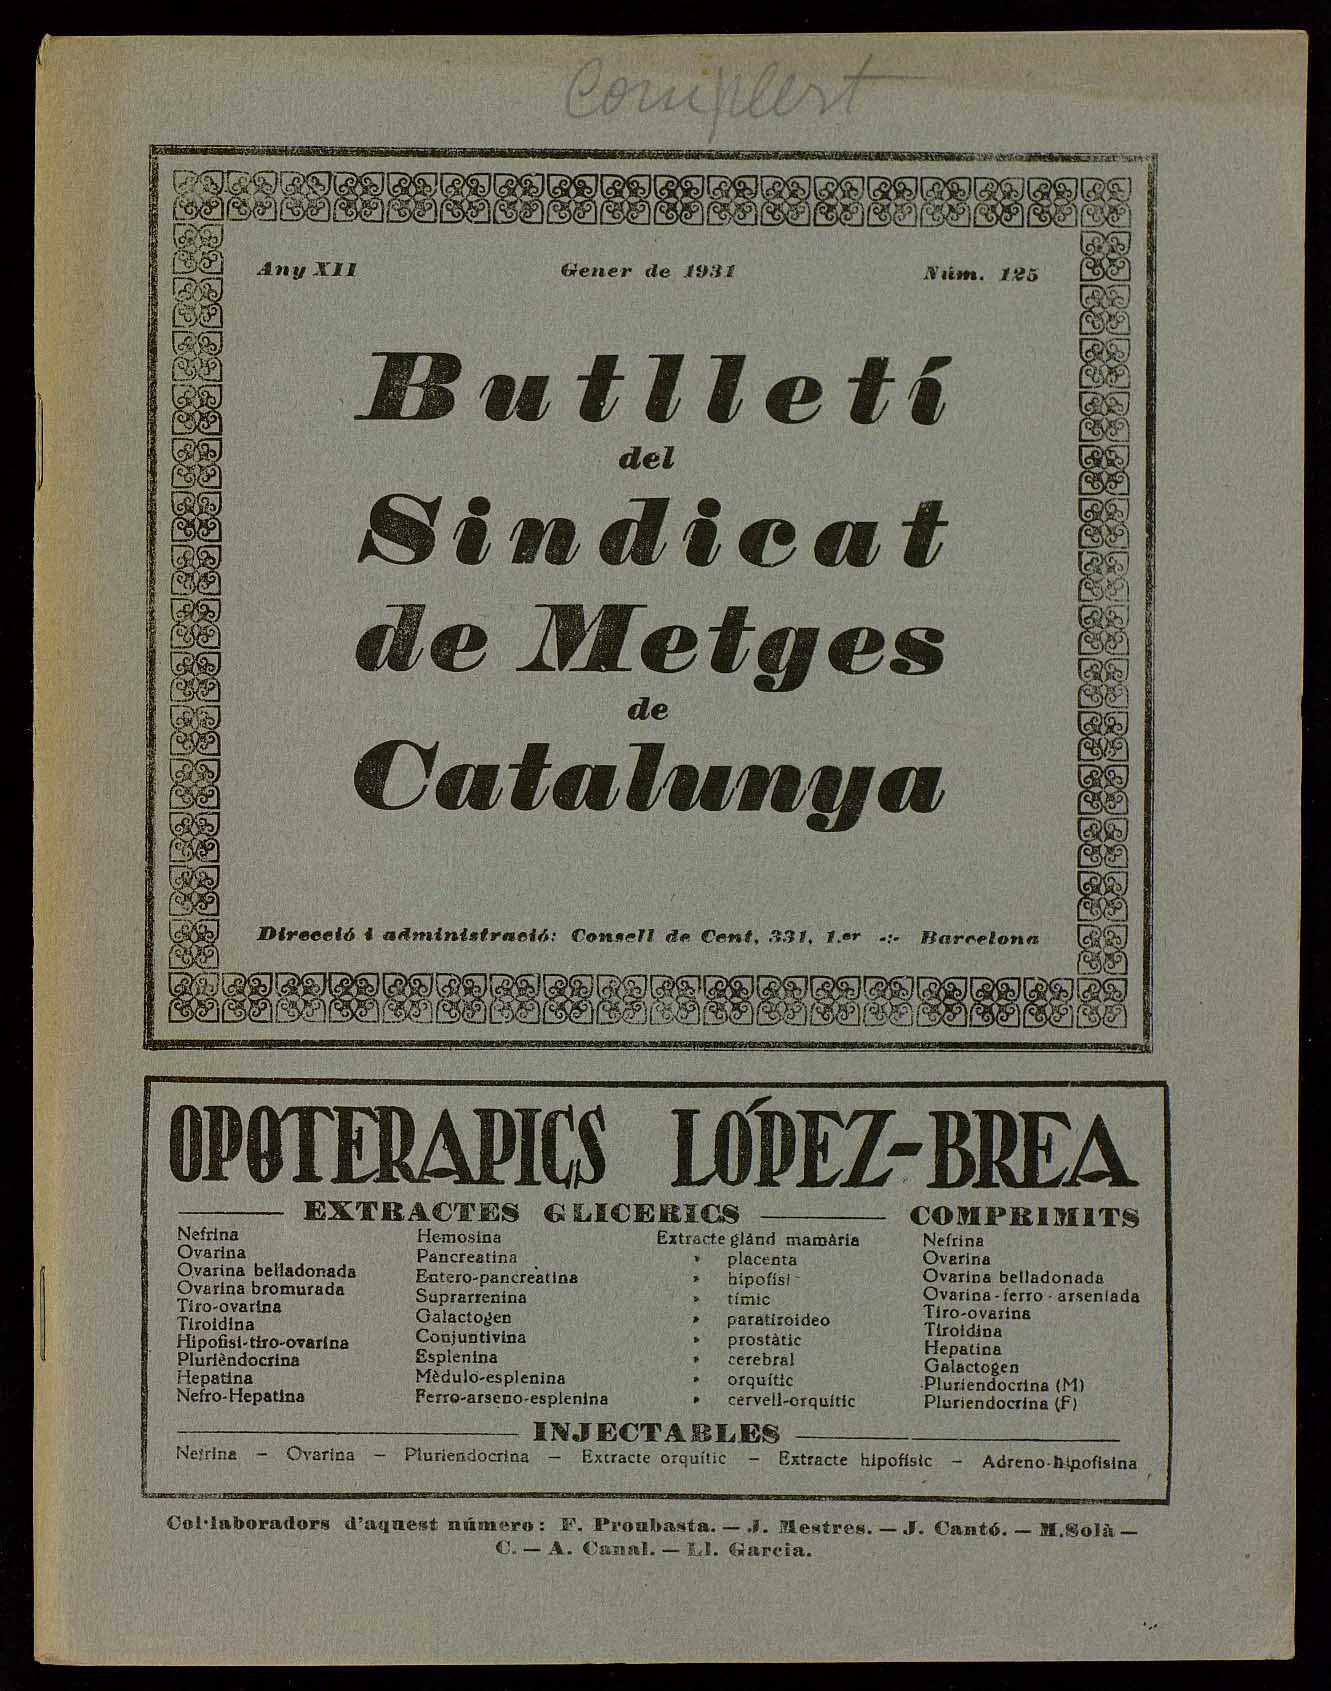 Complert
Any XII Gener de 1931 Núm. 125
Butlletí
del
Sindicat
de Metges
de
Catalunya
Direcció i administració: Consell de Cent, 331, 1.er -:- Barcelona
OPOTERAPICS LÓPEZ-BREA
EXTRACTES GLICERICS
Nefrina
Ovarina
Ovarina belladonada
Ovarina bromurada
Tiro-ovarina
Tiroidina
Hipofisi-tiro-ovarina
Plurièndocrina
Hepatina
Nefro-Hepatina
Hemosina
Pancreatina
Entero-pancreàtina
Suprarrenina
Galactogen
Conjuntivina
Esplenina
Mèdulo-esplenina
Ferro-arseno-esplenina
Extracte glànd mamària
» placenta
» hipofisi
» tímic
» paratiroideo
» prostàtic
» cerebral
» orquític
» cervell-orquític
COMPRIMITS
Nefrina
Ovarina
Ovarina belladonada
Ovarina-ferro-arseniada
Tiro-ovarina
Tiroidina
Hepatina
Galactogen
Pluriendocrina (M)
Pluriendocrina (F)
INJECTABLES
Nefrina — Ovarina — Pluriendocrina — Extracte orquític — Extracte hipofísic — Adreno-hipofisina
Col·laboradors d'aquest número: F. Proubasta. — J. Mestres. — J. Cantó. — M. Solà —
C. — A. Canal. — Ll. Garcia.